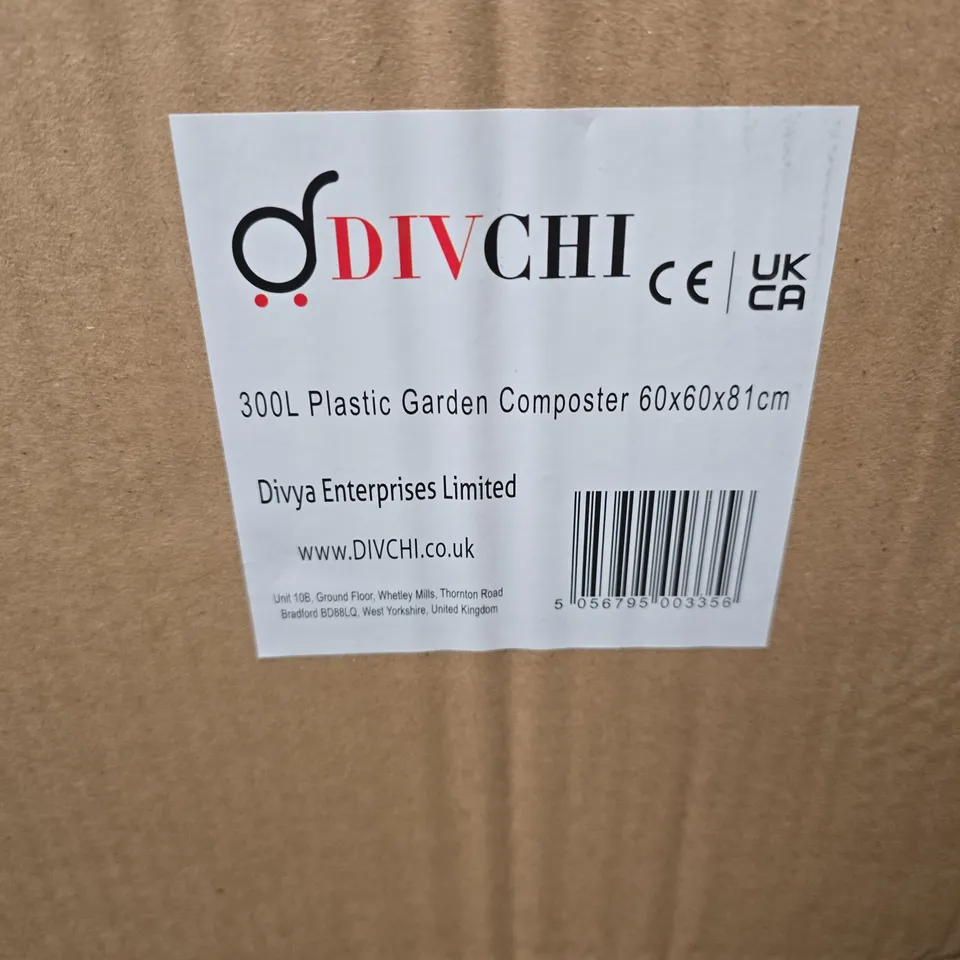 DIVCHI
CE UK
CA
300L Plastic Garden Composter 60x60x81cm
Divya Enterprises Limited
www.DIVCHI.co.uk
Unit 10B, Ground Floor, Whetley Mills, Thornton Road
Bradford BD88LQ, West Yorkshire, United Kingdom
5 056795 003356